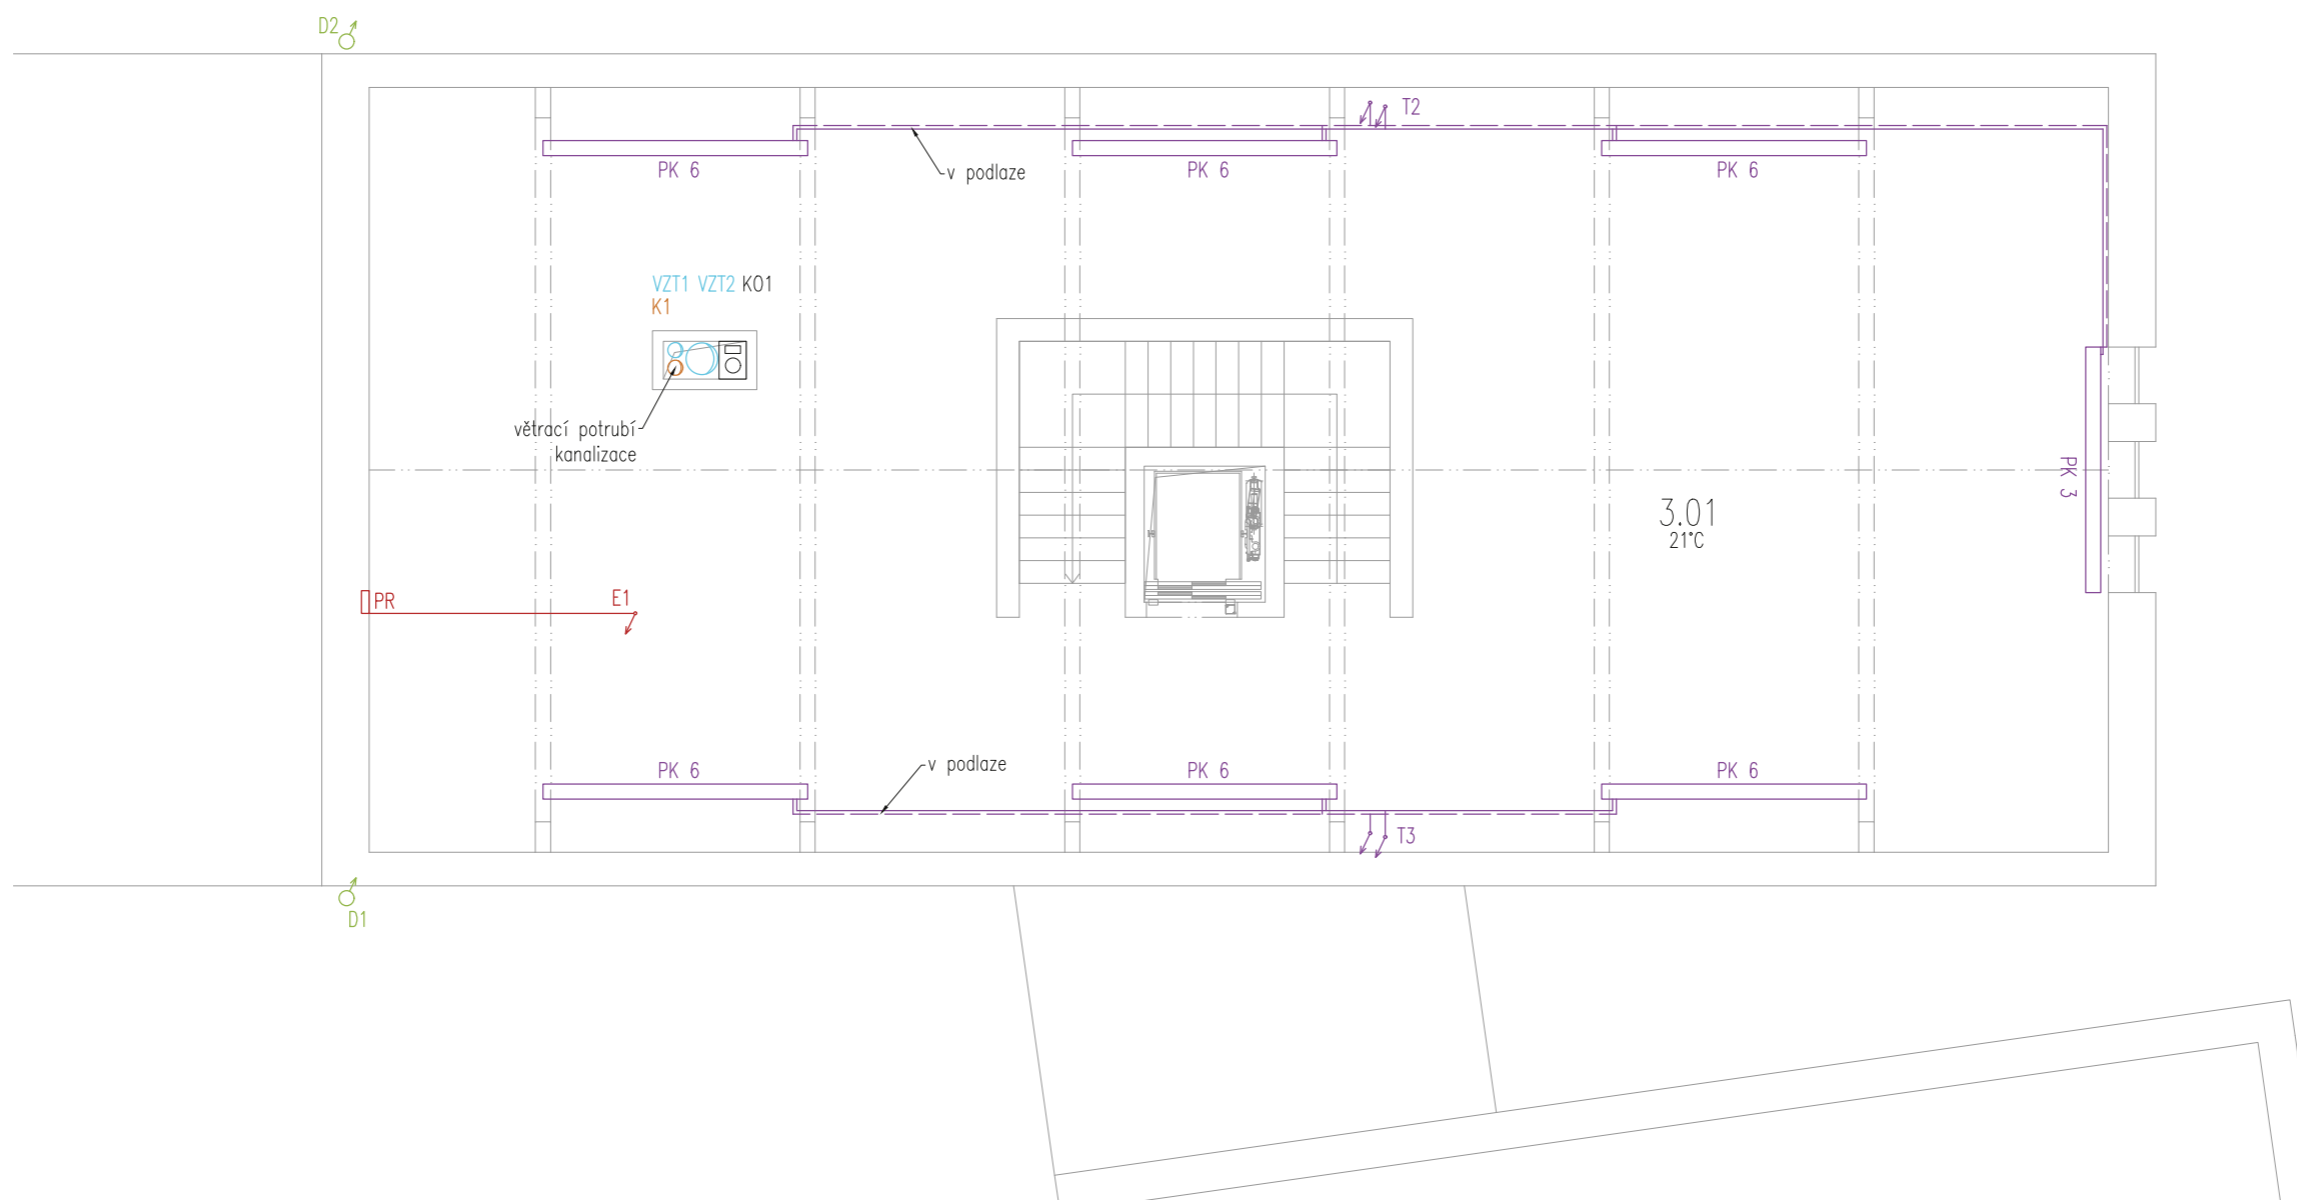 D2
T2
PK 6
PK 6
PK 6
v podlaze
VZT1 VZT2 KO1
K1
větrací potrubí
kanalizace
PK 3
3.01
21°C
PR
E1
PK 6
PK 6
PK 6
v podlaze
T3
D1